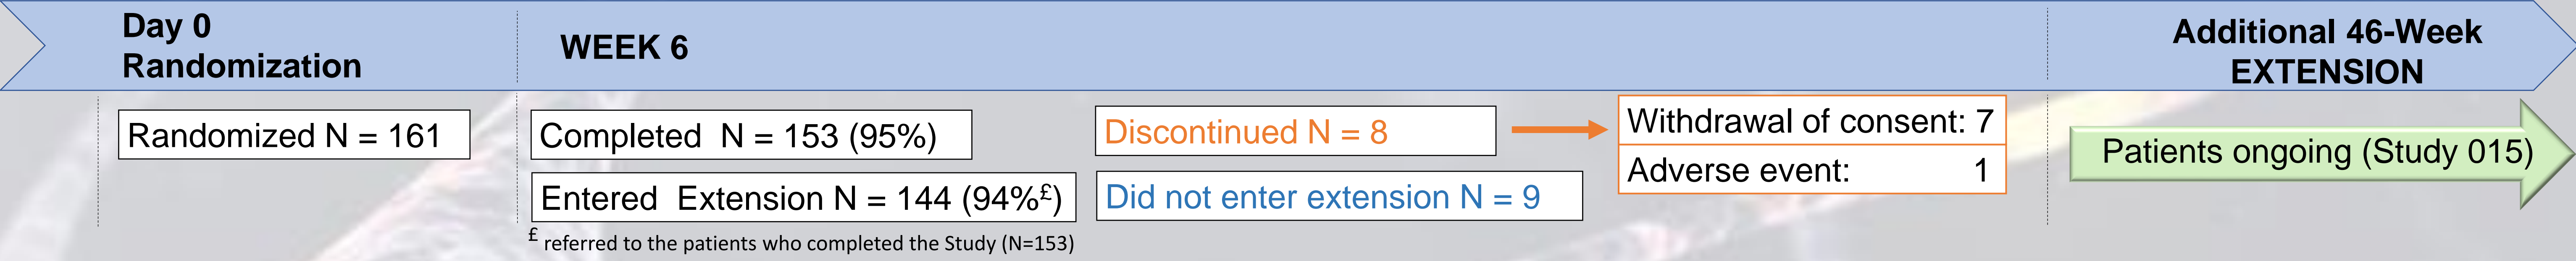 Day 0
Randomization
WEEK 6
Additional 46-Week
EXTENSION
Randomized N = 161
Completed N = 153 (95%)
Discontinued N = 8
Withdrawal of consent: 7
Adverse event: 1
Patients ongoing (Study 015)
Entered Extension N = 144 (94%£)
Did not enter extension N = 9
£ referred to the patients who completed the Study (N=153)